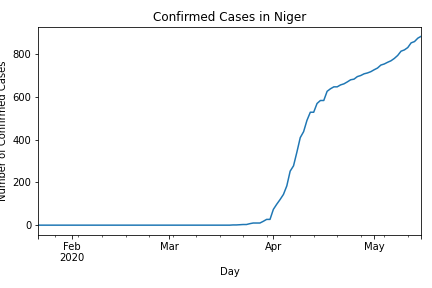 Confirmed Cases in Niger
Number of Confirmed Cases
800
600
400
200
0
Feb Mar Apr May
2020
Day